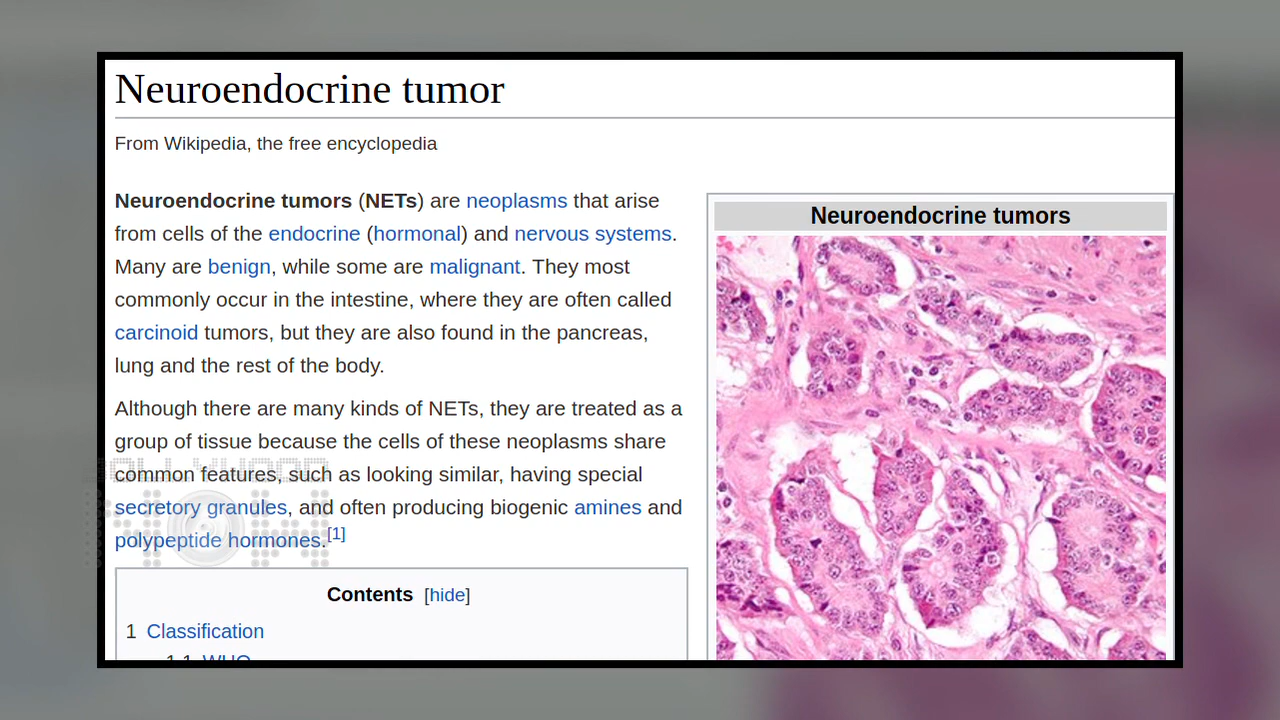 Neuroendocrine tumor
From Wikipedia, the free encyclopedia
Neuroendocrine tumors (NETs) are neoplasms that arise
from cells of the endocrine (hormonal) and nervous systems.
Many are benign, while some are malignant. They most
commonly occur in the intestine, where they are often called
carcinoid tumors, but they are also found in the pancreas,
lung and the rest of the body.
Although there are many kinds of NETs, they are treated as a
group of tissue because the cells of these neoplasms share
common features, such as looking similar, having special
secretory granules, and often producing biogenic amines and
polypeptide hormones.[1]
Contents [hide]
1 Classification
1.1 WHO
Neuroendocrine tumors